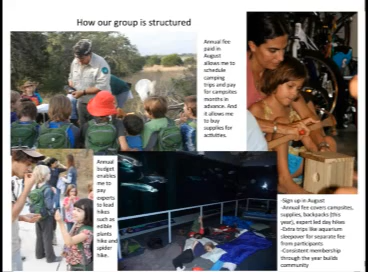 How our group is structured
Annual fee
paid in
August
allows me to
schedule
camping
trips and pay
for campsites
months in
advance. And
it allows me
to buy
supplies for
activities.
Annual
budget
enables
me to
pay
experts
to lead
hikes
such as
edible
plants
hike and
spider
hike.
-Sign up in August
-Annual fee covers campsites,
supplies, backpacks (this
year), expert led day hikes
-Extra trips like aquarium
sleepover for separate fee
from participants
-Consistent membership
through the year builds
community